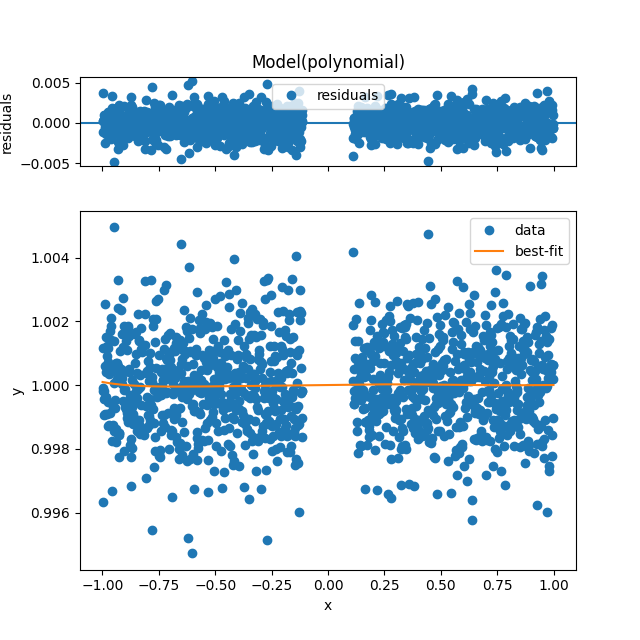 Model(polynomial)
residuals
0.005
0.000
−0.005
residuals
data
best-fit
y
1.004
1.002
1.000
0.998
0.996
−1.00 −0.75 −0.50 −0.25 0.00 0.25 0.50 0.75 1.00
x